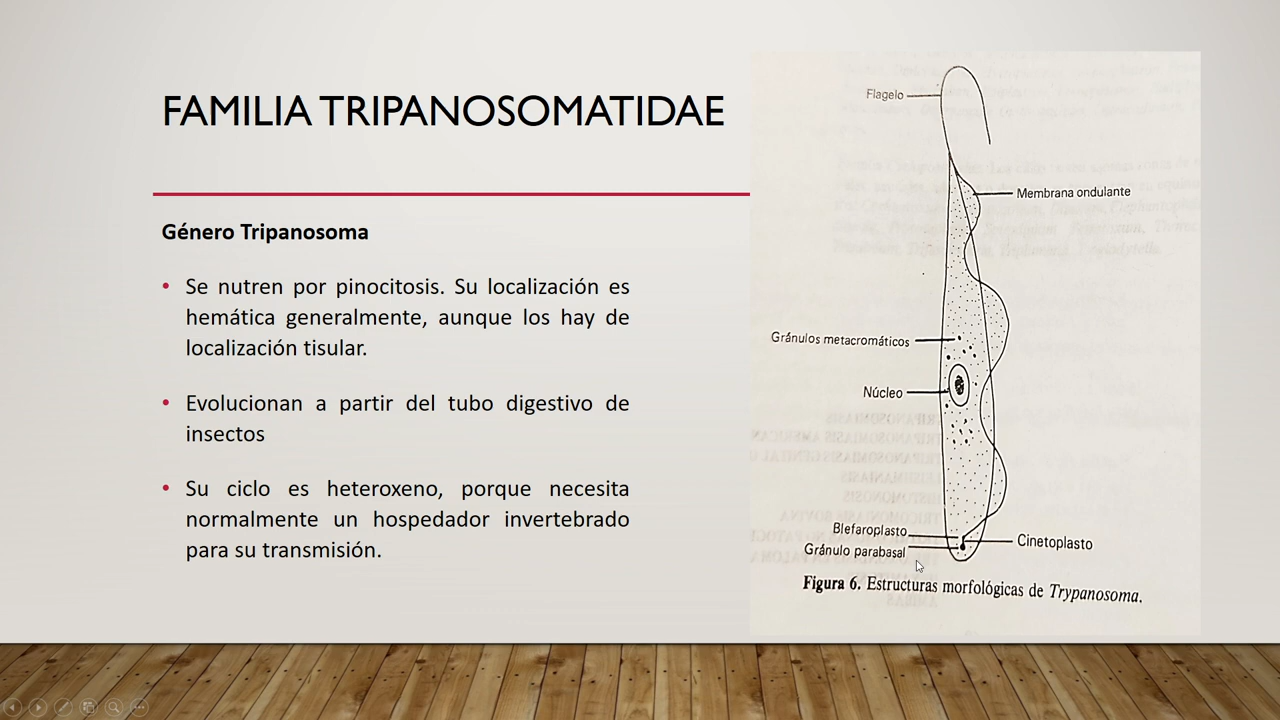 FAMILIA TRIPANOSOMATIDAE
Género Tripanosoma
• Se nutren por pinocitosis. Su localización es
hemática generalmente, aunque los hay de
localización tisular.
• Evolucionan a partir del tubo digestivo de
insectos
• Su ciclo es heteroxeno, porque necesita
normalmente un hospedador invertebrado
para su transmisión.
Flagelo
Membrana ondulante
Gránulos metacromáticos
Núcleo
Blefaroplasto
Gránulo parabasal
Cinetoplasto
Figura 6. Estructuras morfológicas de Trypanosoma.